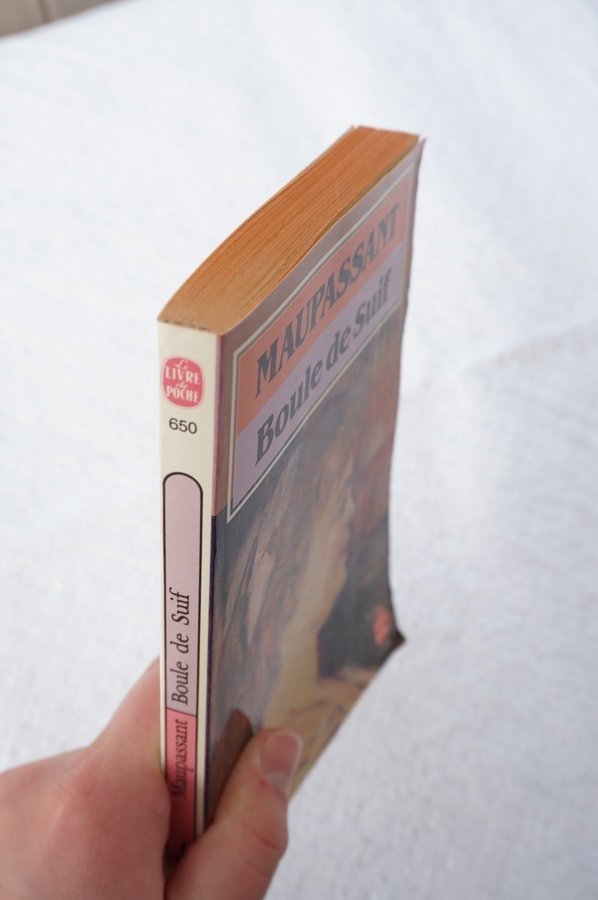 MAUPASSANT
Boule de Suif
Le
LIVRE
de
POCHE
650
Maupassant Boule de Suif